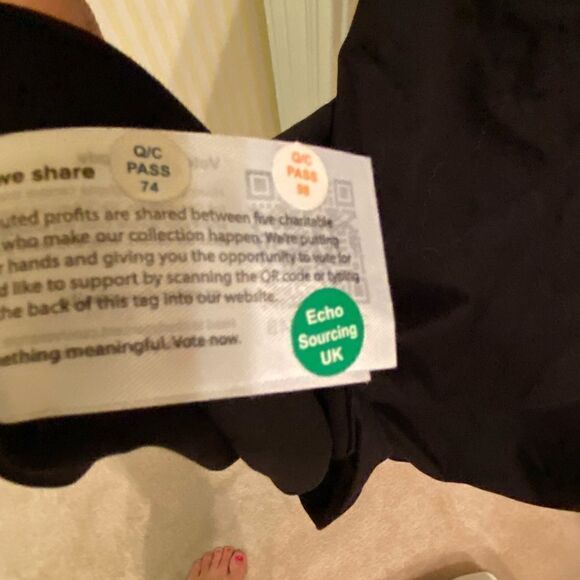 we share
Q/C
PASS
74
Q/C
PASS
98
uted profits are shared between five charitable
who make our collection happen. We're putting
hands and giving you the opportunity to vote for
d like to support by scanning the QR code or typing
the back of this tag into our website.
ething meaningful. Vote now.
Echo
Sourcing
UK